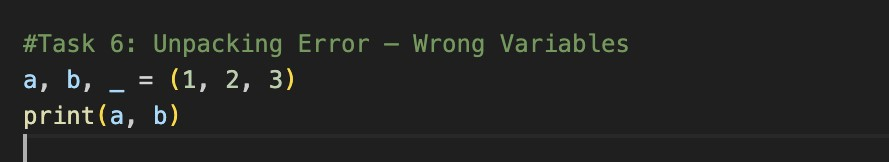 #Task 6: Unpacking Error – Wrong Variables
a, b, _ = (1, 2, 3)
print(a, b)